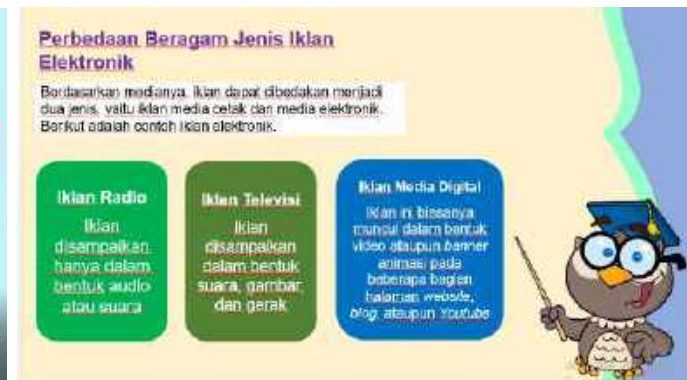 Perbedaan Beragam Jenis Iklan
Elektronik
Berdasarkan medianya, iklan dapat dibedakan menjadi
dua jenis, yaitu iklan media cetak dan media elektronik.
Berikut adalah contoh iklan elektronik.
Iklan Radio
Iklan
disampaikan
hanya dalam
bentuk audio
atau suara
Iklan Televisi
Iklan
disampaikan
dalam bentuk
suara, gambar,
dan gerak
Iklan Media Digital
Iklan ini biasanya
muncul dalam bentuk
video ataupun banner
animasi pada
beberapa bagian
halaman website,
blog, ataupun Youtube